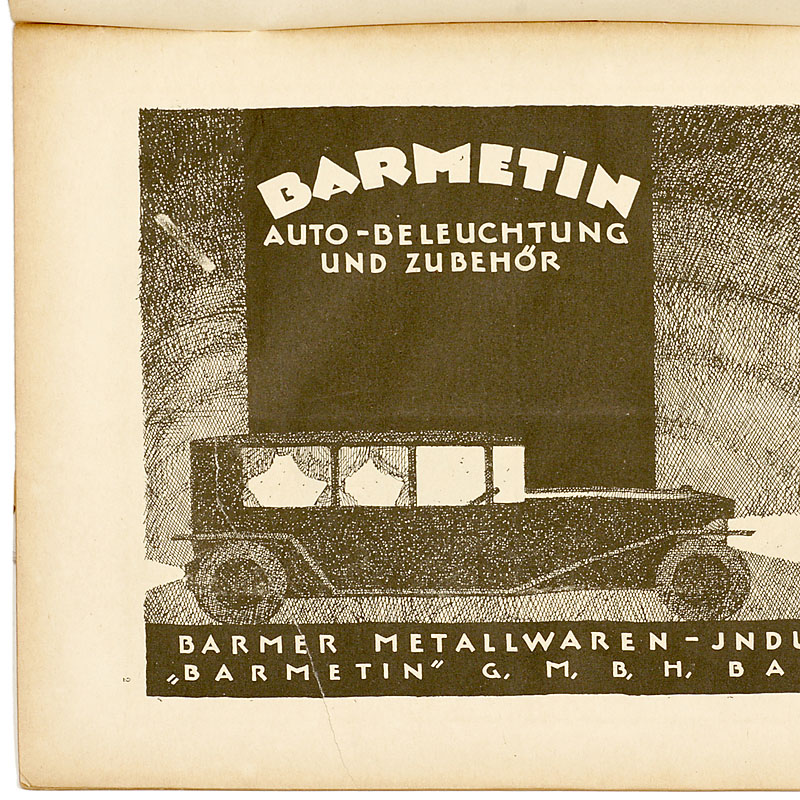 BARMETIN
AUTO-BELEUCHTUNG
UND ZUBEHÖR
BARMER METALLWAREN-JNDU
„BARMETIN" G, M, B, H, BA